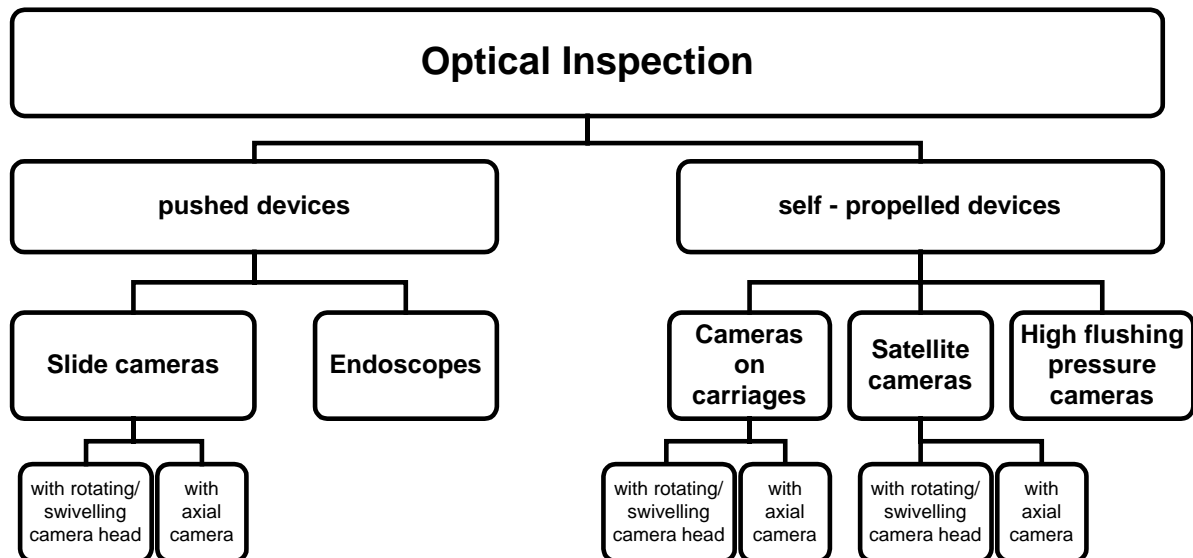 Optical Inspection
pushed devices
self - propelled devices
Slide cameras
Endoscopes
Cameras
on
carriages
Satellite
cameras
High flushing
pressure
cameras
with rotating/
swivelling
camera head
with
axial
camera
with rotating/
swivelling
camera head
with
axial
camera
with rotating/
swivelling
camera head
with
axial
camera